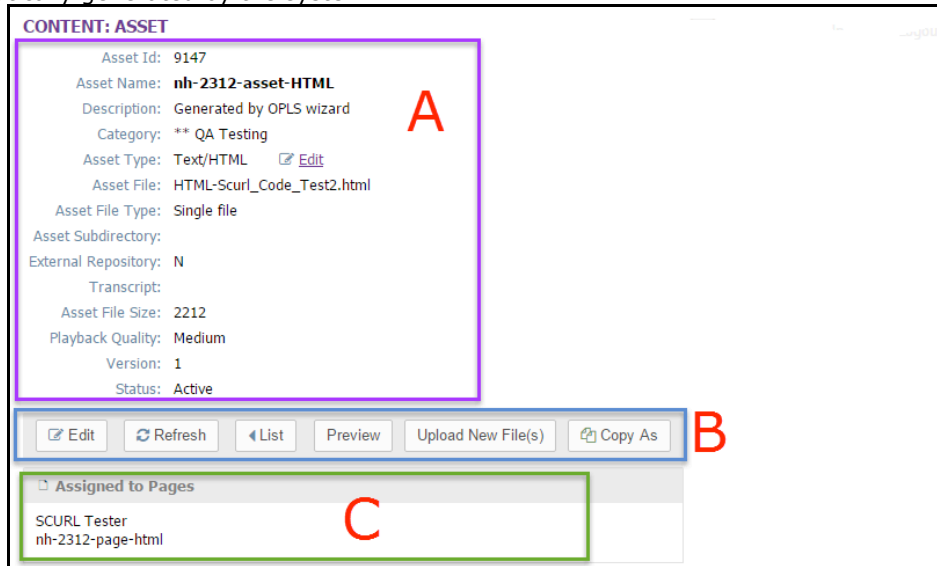 CONTENT: ASSET
Asset Id: 9147
Asset Name: nh-2312-asset-HTML
Description: Generated by OPLS wizard
Category: ** QA Testing
Asset Type: Text/HTML Edit
Asset File: HTML-Scurl_Code_Test2.html
Asset File Type: Single file
Asset Subdirectory:
External Repository: N
Transcript:
Asset File Size: 2212
Playback Quality: Medium
Version: 1
Status: Active
A
Edit Refresh List Preview Upload New File(s) Copy As
B
Assigned to Pages
SCURL Tester
nh-2312-page-html
C